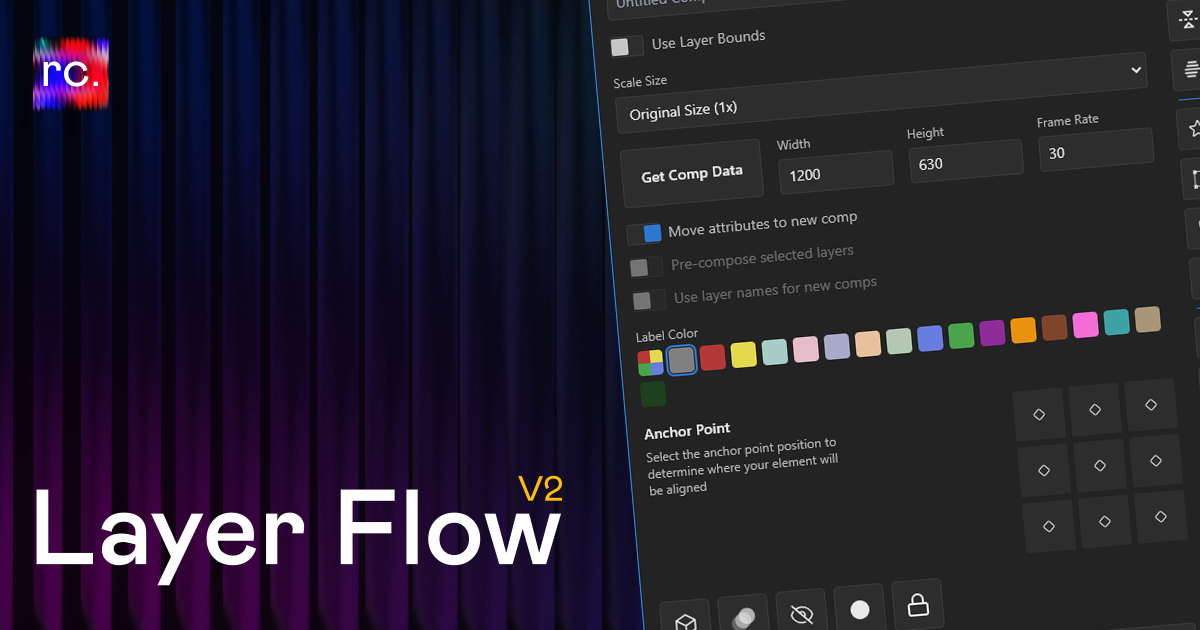 rc.
Layer Flow
V2
Untitled Comp
Use Layer Bounds
Scale Size
Original Size (1x)
Get Comp Data
Width
1200
Height
630
Frame Rate
30
Move attributes to new comp
Pre-compose selected layers
Use layer names for new comps
Label Color
Anchor Point
Select the anchor point position to
determine where your element will
be aligned